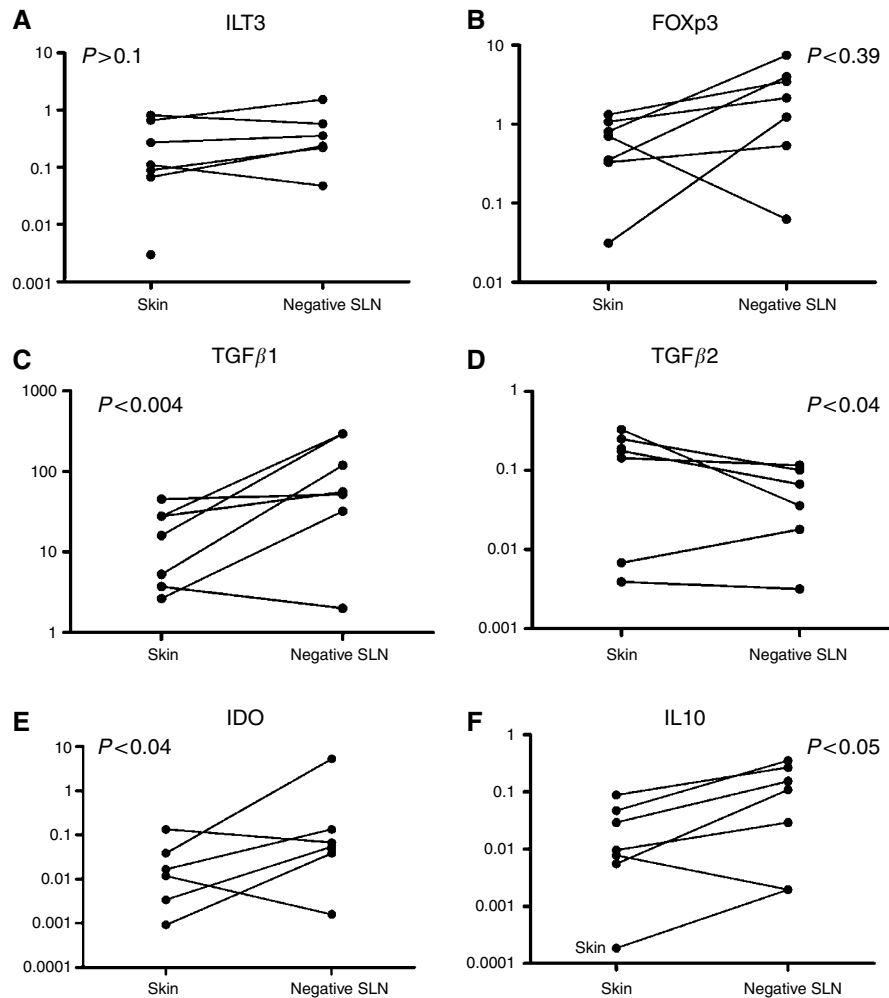 A
ILT3
P>0.1
10
1
0.1
0.01
0.001
Skin
Negative SLN
B
FOXp3
P<0.39
10
1
0.1
0.01
Skin
Negative SLN
C
TGFβ1
P<0.004
1000
100
10
1
Skin
Negative SLN
D
TGFβ2
P<0.04
1
0.1
0.01
0.001
Skin
Negative SLN
E
IDO
P<0.04
10
1
0.1
0.01
0.001
0.0001
Skin
Negative SLN
F
IL10
P<0.05
1
0.1
0.01
0.001
0.0001
Skin
Skin
Negative SLN